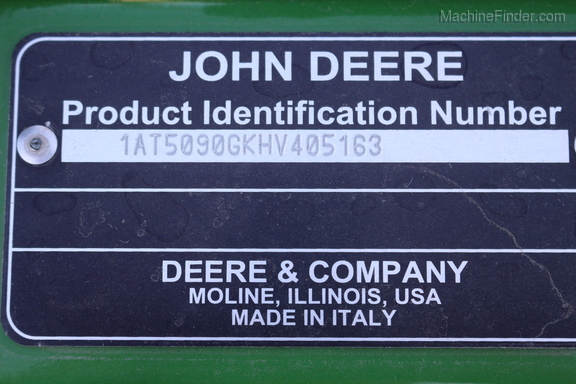 MachineFinder.com
JOHN DEERE
Product Identification Number
1AT5090GKHV405163
DEERE & COMPANY
MOLINE, ILLINOIS, USA
MADE IN ITALY